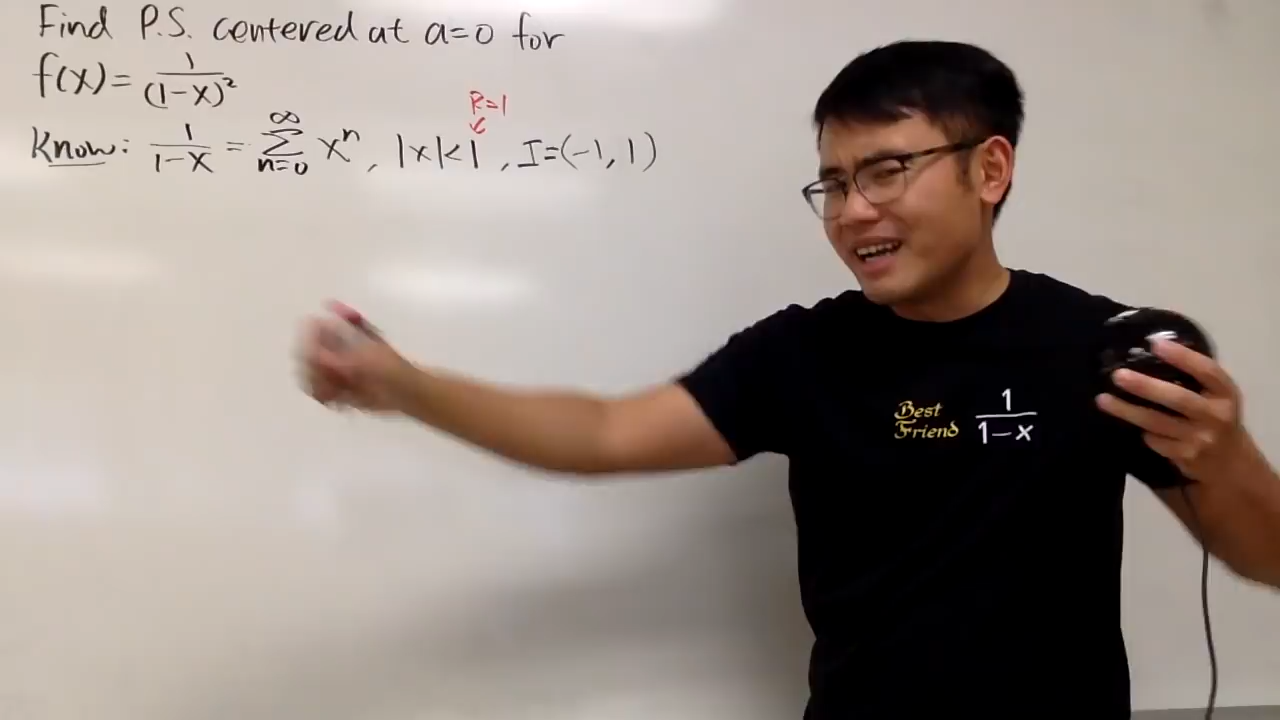 Find P.S. centered at a=0 for
f(x) = 1/(1-x)²
R=1
Know: 1/(1-x) = ∑_{n=0}^{∞} xⁿ, |x|<1, I=(-1, 1)
Best Friend 1/(1-x)